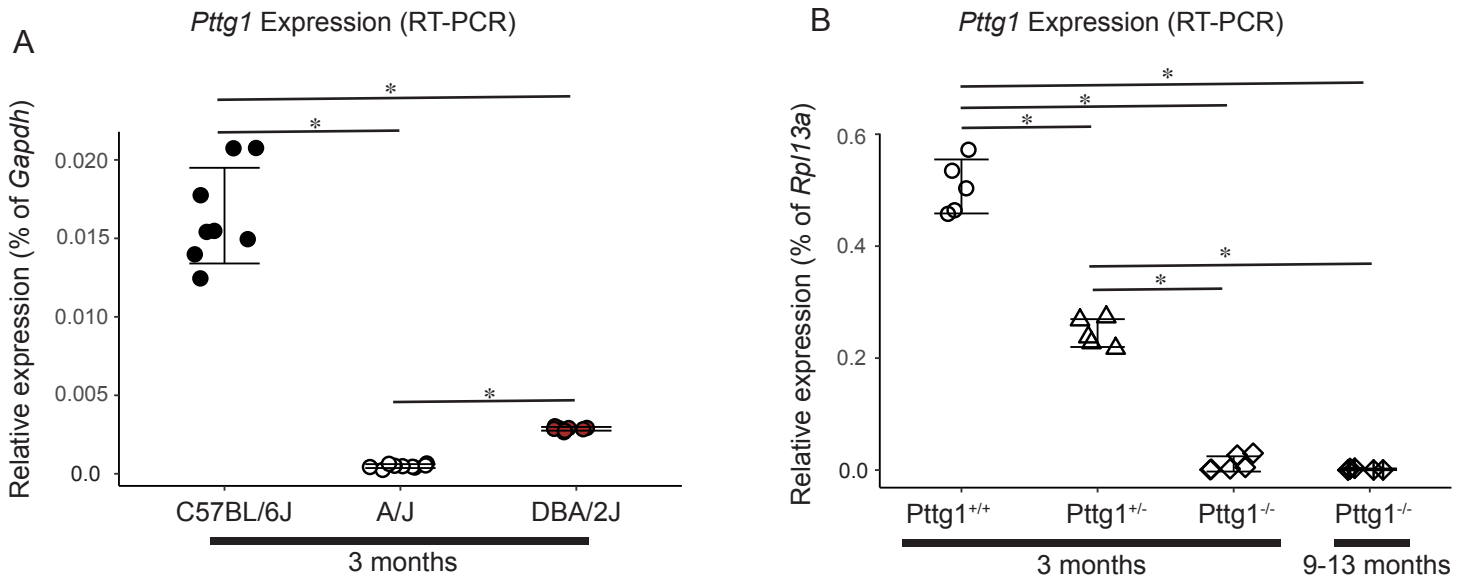 A
Pttg1 Expression (RT-PCR)
Relative expression (% of Gapdh)
*
*
*
0.020
0.015
0.010
0.005
0.0
C57BL/6J A/J DBA/2J
3 months
B
Pttg1 Expression (RT-PCR)
Relative expression (% of Rpl13a)
*
*
*
*
*
0.6
0.4
0.2
0.0
Pttg1+/+ Pttg1+/- Pttg1-/- Pttg1-/-
3 months 9-13 months